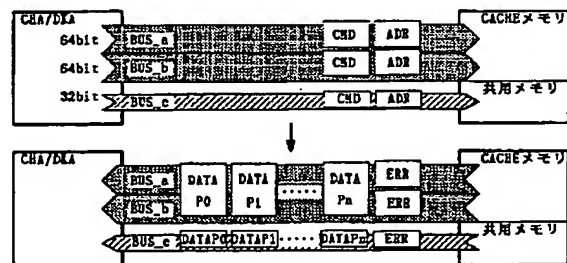 CHA/DKA
CACHEメモリ
64bit BUS_a CMD ADR
64bit BUS_b CMD ADR
32bit BUS_c CMD ADR
共用メモリ
CHA/DKA
CACHEメモリ
BUS_a DATA P0 DATA P1 ······ DATA Pn ERR
BUS_b ERR
共用メモリ
BUS_c DATAP0 DATAP1 ······ DATAPn ERR